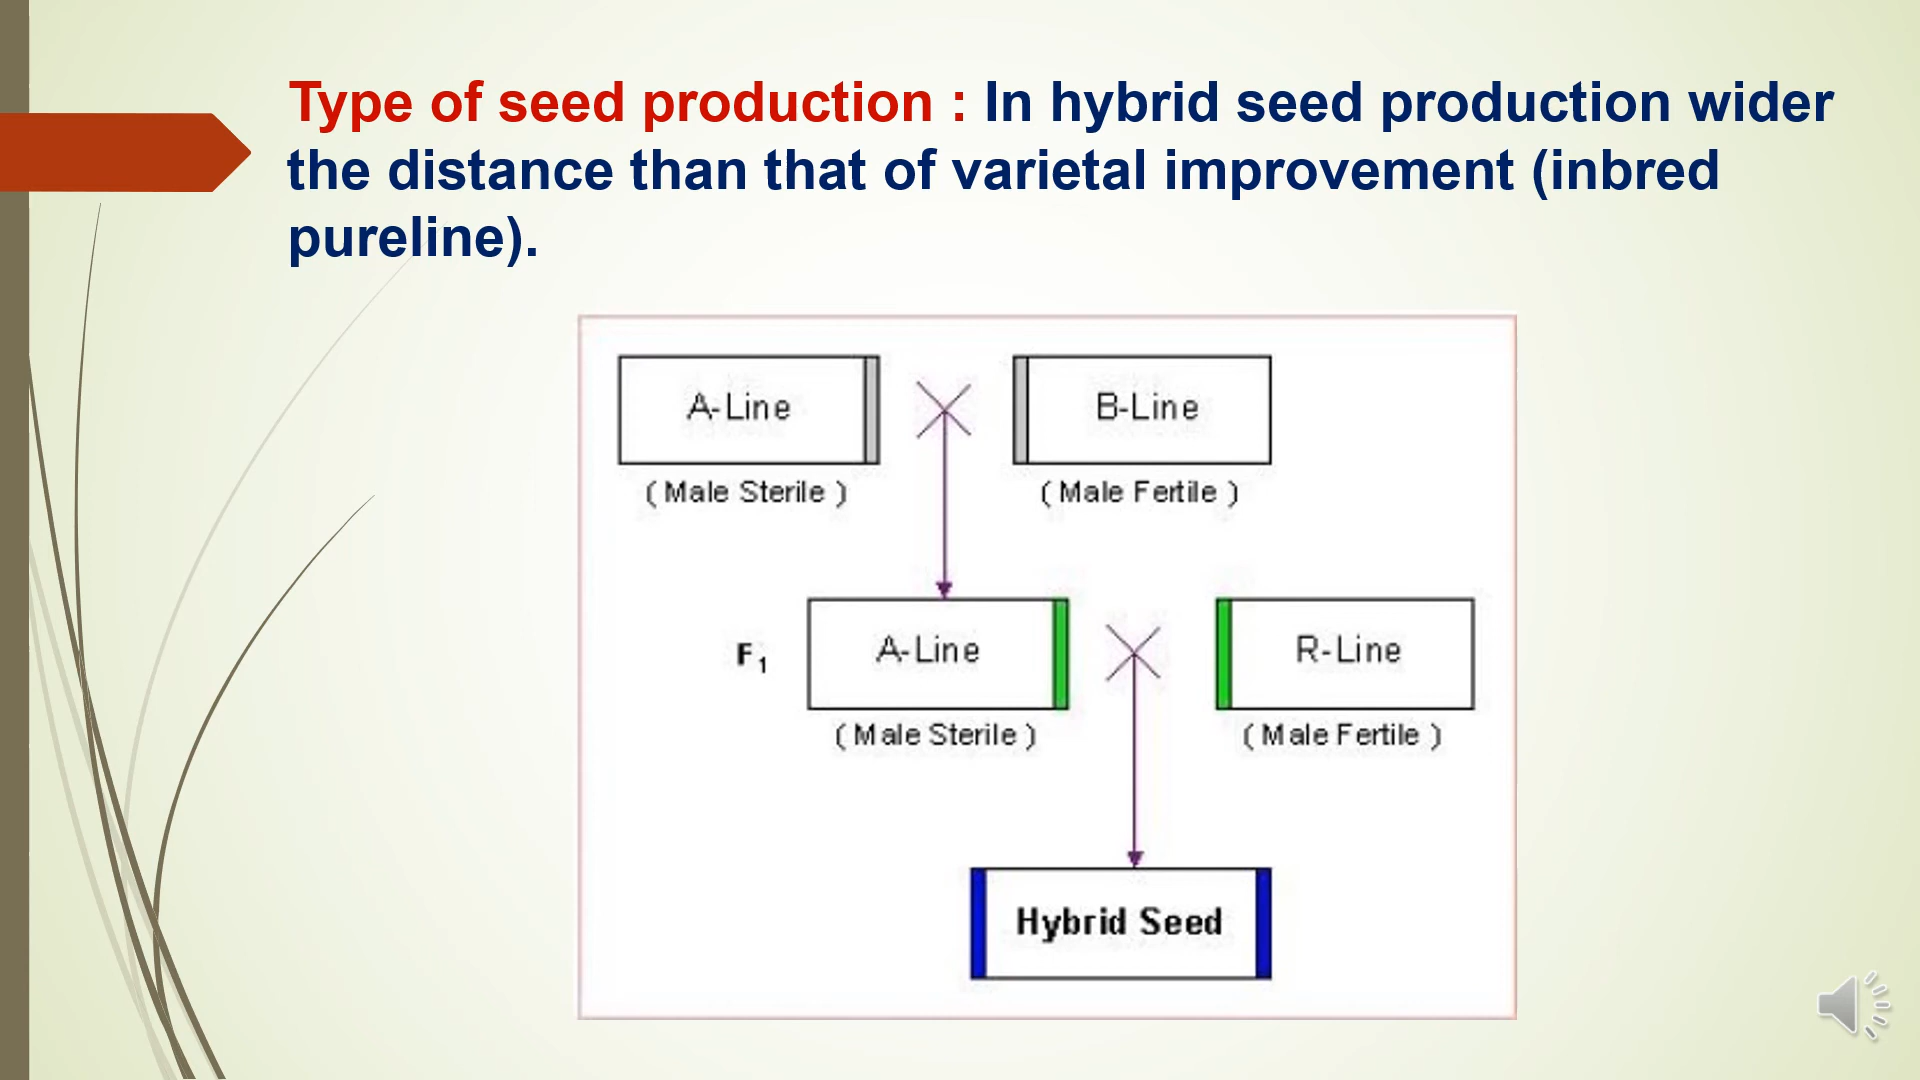 Type of seed production : In hybrid seed production wider
the distance than that of varietal improvement (inbred
pureline).
A-Line
B-Line
( Male Sterile )
( Male Fertile )
F1
A-Line
R-Line
( Male Sterile )
( Male Fertile )
Hybrid Seed